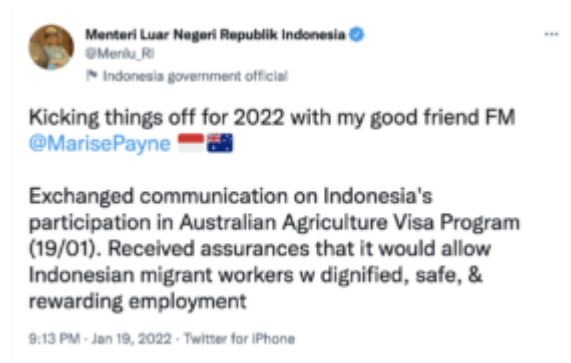 Menteri Luar Negeri Republik Indonesia
@Menlu_RI
Indonesia government official
Kicking things off for 2022 with my good friend FM
@MarisePayne 🇮🇩🇦🇺
Exchanged communication on Indonesia's
participation in Australian Agriculture Visa Program
(19/01). Received assurances that it would allow
Indonesian migrant workers w dignified, safe, &
rewarding employment
9:13 PM · Jan 19, 2022 · Twitter for iPhone